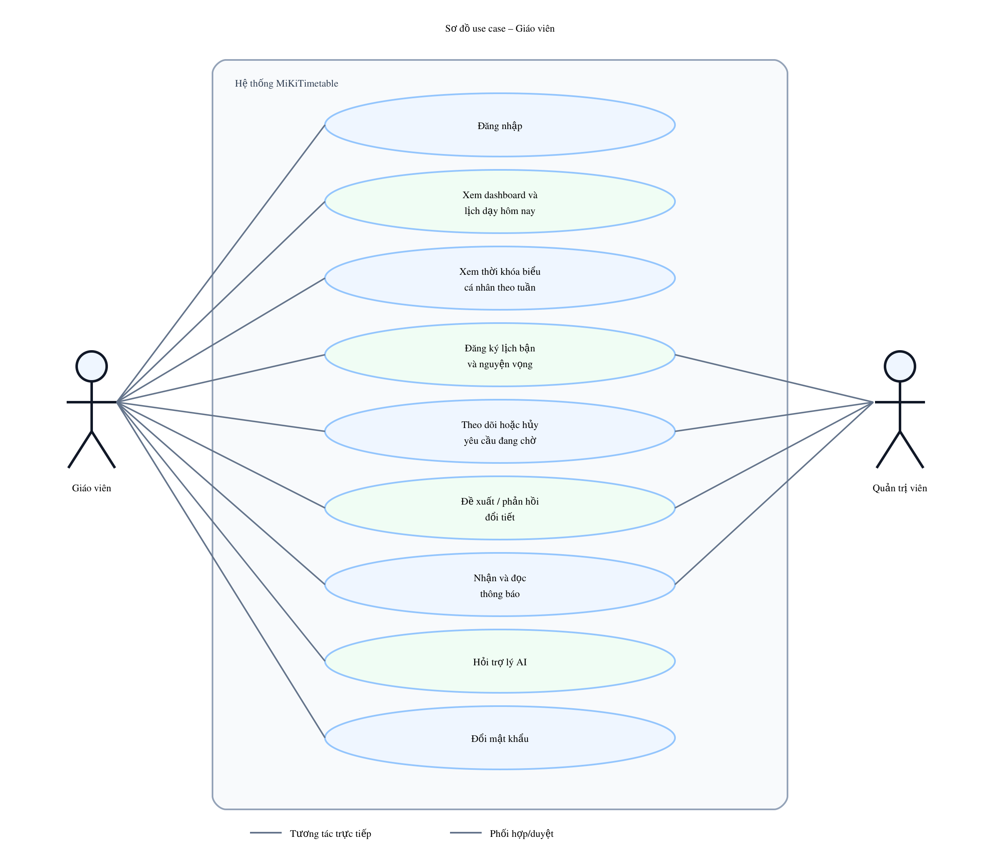 Sơ đồ use case – Giáo viên
Hệ thống MiKiTimetable
Đăng nhập
Xem dashboard và
lịch dạy hôm nay
Xem thời khóa biểu
cá nhân theo tuần
Đăng ký lịch bận
và nguyện vọng
Theo dõi hoặc hủy
yêu cầu đang chờ
Giáo viên
Quản trị viên
Đề xuất / phản hồi
đổi tiết
Nhận và đọc
thông báo
Hỏi trợ lý AI
Đổi mật khẩu
Tương tác trực tiếp
Phối hợp/duyệt